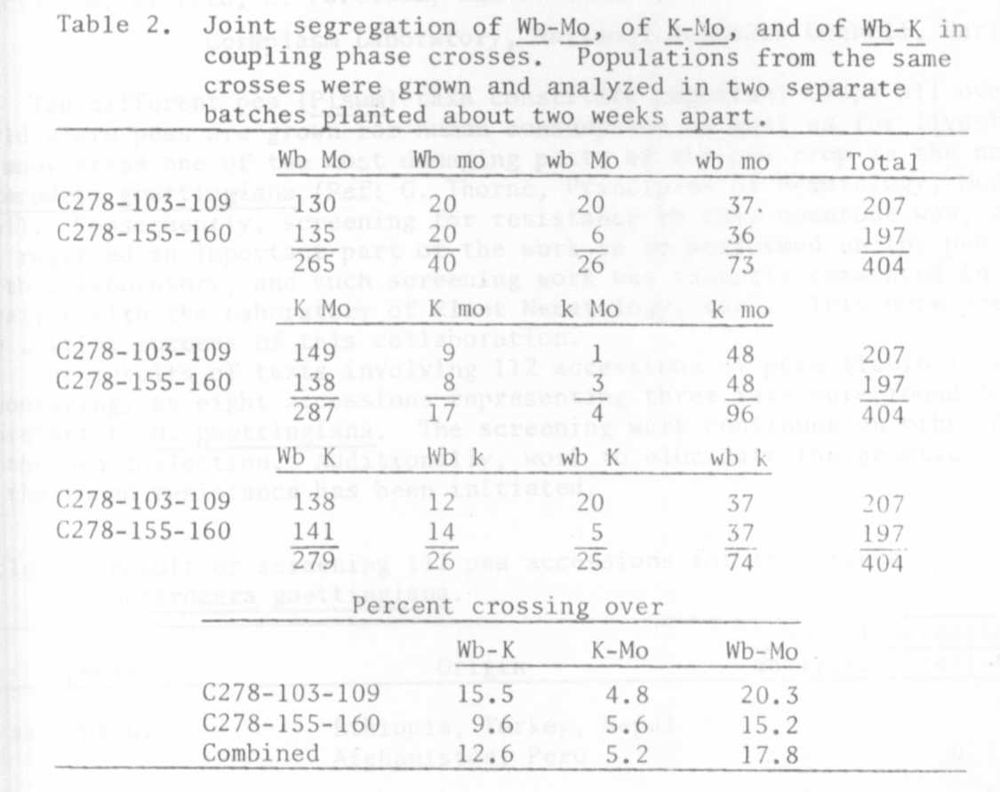 Table 2. Joint segregation of Wb-Mo, of K-Mo, and of Wb-K in
coupling phase crosses. Populations from the same
crosses were grown and analyzed in two separate
batches planted about two weeks apart.
Wb Mo Wb mo wb Mo wb mo Total
C278-103-109 130 20 20 37 207
C278-155-160 135 20 6 36 197
265 40 26 73 404
K Mo K mo k Mo k mo
C278-103-109 149 9 1 48 207
C278-155-160 138 8 3 48 197
287 17 4 96 404
Wb K Wb k wb K wb k
C278-103-109 138 12 20 37 207
C278-155-160 141 14 5 37 197
279 26 25 74 404
Percent crossing over
Wb-K K-Mo Wb-Mo
C278-103-109 15.5 4.8 20.3
C278-155 160 9.6 5.6 15.2
Combined 12.6 5.2 17.8